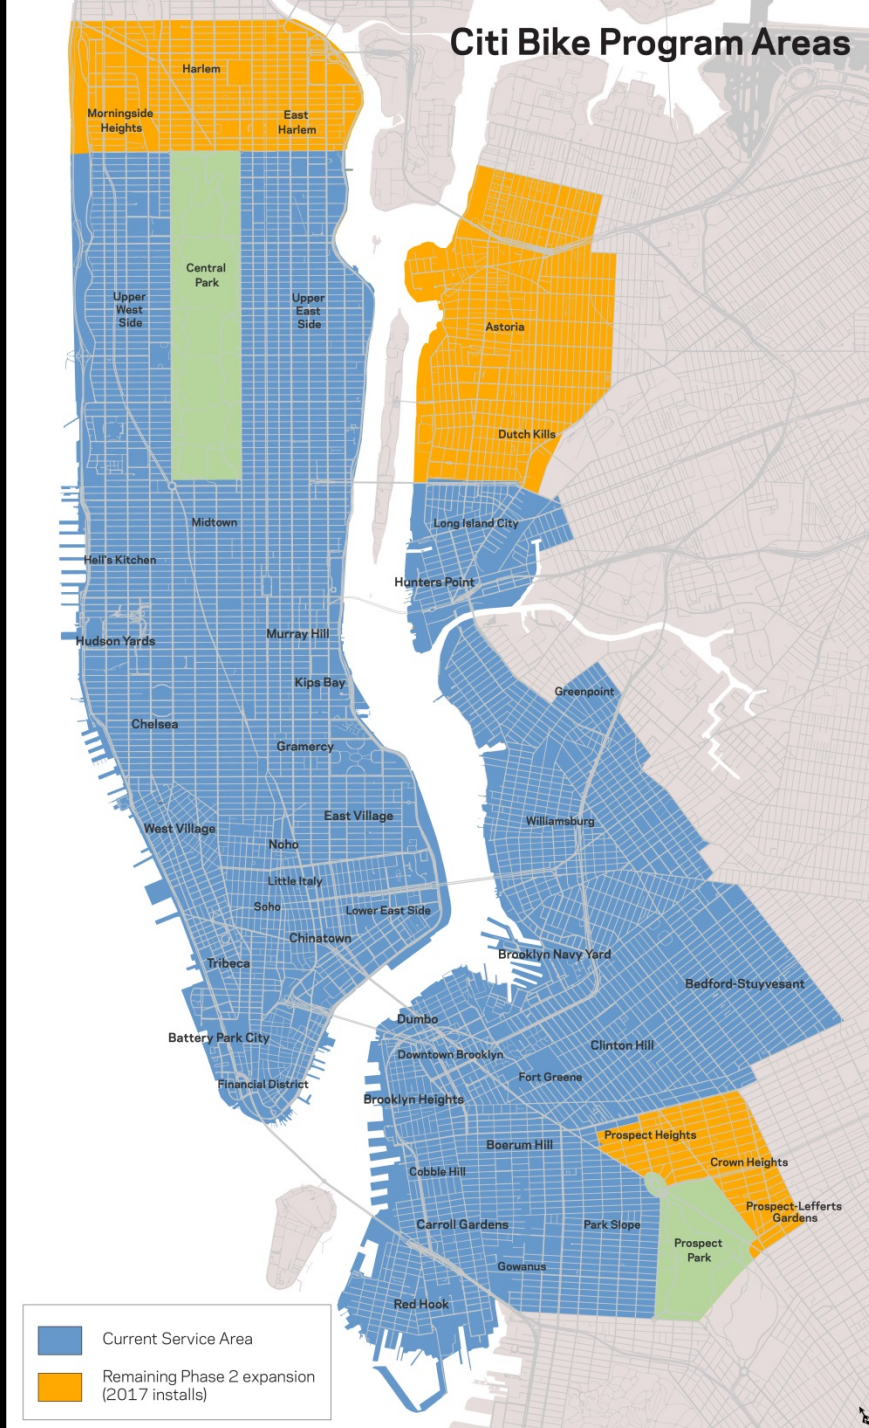 Citi Bike Program Areas
Harlem
Morningside
Heights
East
Harlem
Central
Park
Upper
West
Side
Upper
East
Side
Astoria
Dutch Kills
Midtown
Long Island City
Hell's Kitchen
Hunters Point
Hudson Yards
Murray Hill
Kips Bay
Greenpoint
Chelsea
Gramercy
West Village
East Village
Williamsburg
Noho
Little Italy
Soho
Lower East Side
Chinatown
Brooklyn Navy Yard
Tribeca
Bedford-Stuyvesant
Dumbo
Battery Park City
Clinton Hill
Downtown Brooklyn
Fort Greene
Financial District
Brooklyn Heights
Prospect Heights
Boerum Hill
Crown Heights
Cobble Hill
Prospect-Lefferts
Gardens
Carroll Gardens
Park Slope
Prospect
Park
Gowanus
Red Hook
Current Service Area
Remaining Phase 2 expansion
(2017 installs)